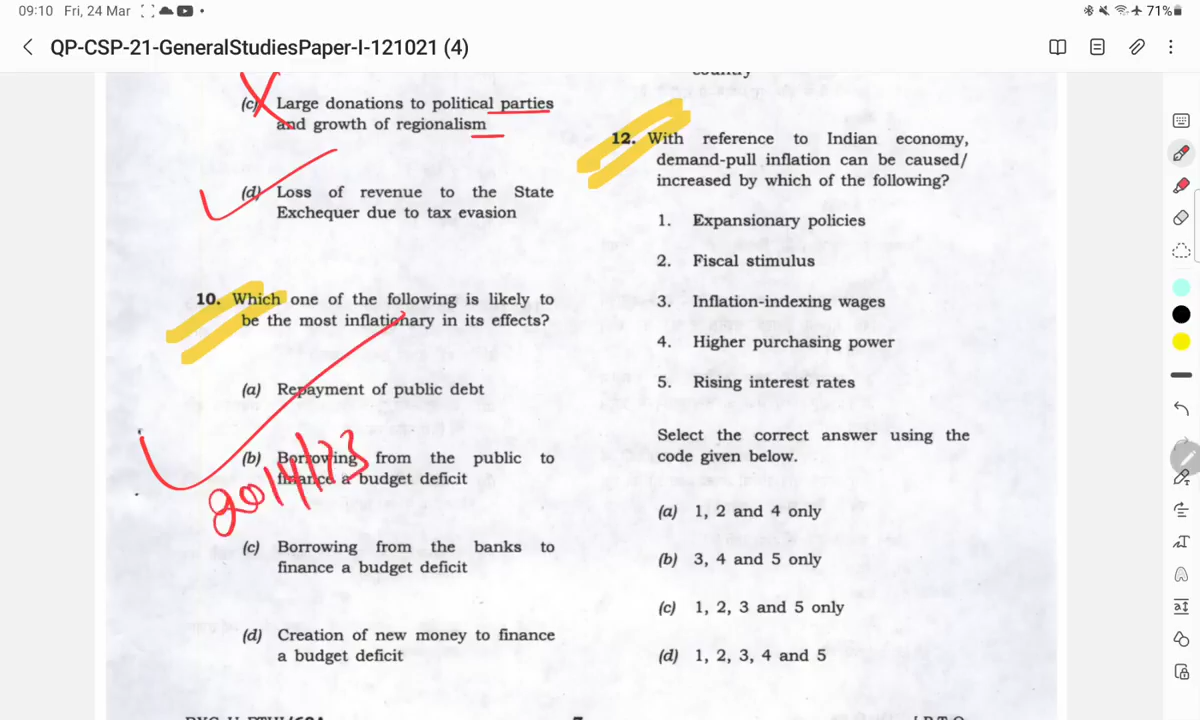 09:10 Fri, 24 Mar
71%
QP-CSP-21-GeneralStudiesPaper-I-121021 (4)
(c) Large donations to political parties
and growth of regionalism
(d) Loss of revenue to the State
Exchequer due to tax evasion
10. Which one of the following is likely to
be the most inflationary in its effects?
(a) Repayment of public debt
(b) Borrowing from the public to
finance a budget deficit
2014/13
(c) Borrowing from the banks to
finance a budget deficit
(d) Creation of new money to finance
a budget deficit
country
12. With reference to Indian economy,
demand-pull inflation can be caused/
increased by which of the following?
1. Expansionary policies
2. Fiscal stimulus
3. Inflation-indexing wages
4. Higher purchasing power
5. Rising interest rates
Select the correct answer using the
code given below.
(a) 1, 2 and 4 only
(b) 3, 4 and 5 only
(c) 1, 2, 3 and 5 only
(d) 1, 2, 3, 4 and 5